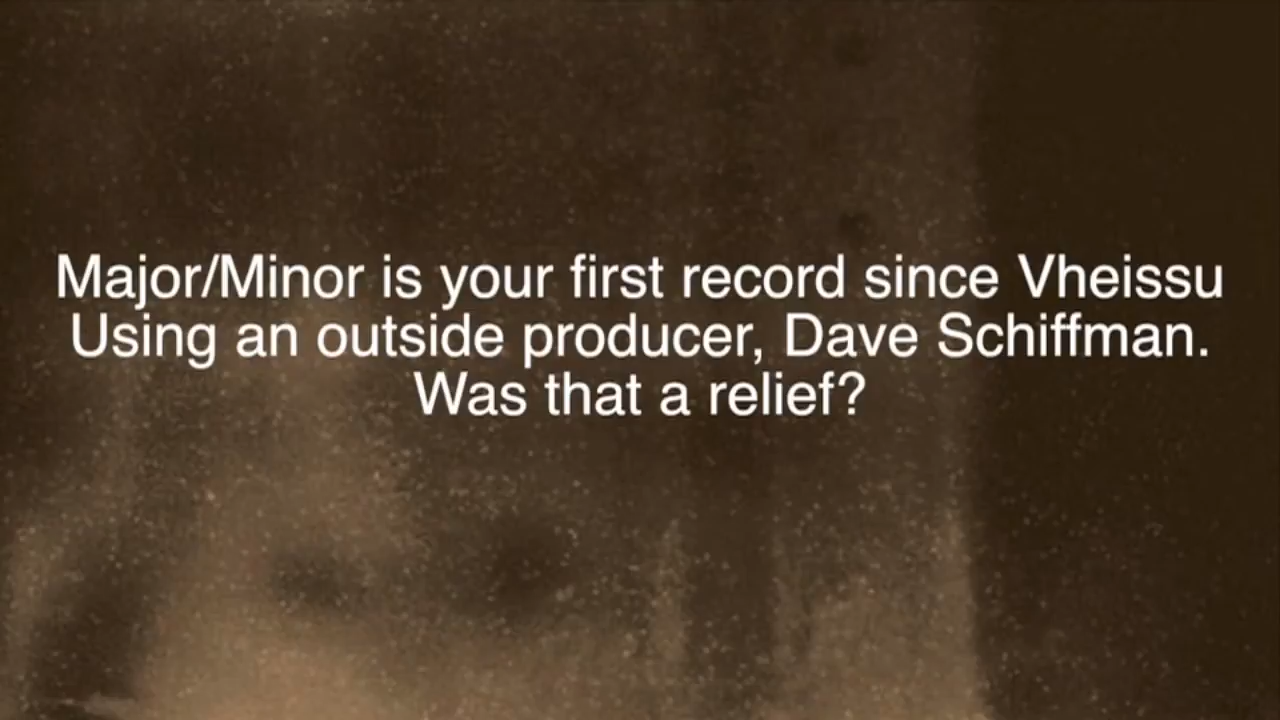 Major/Minor is your first record since Vheissu
Using an outside producer, Dave Schiffman.
Was that a relief?